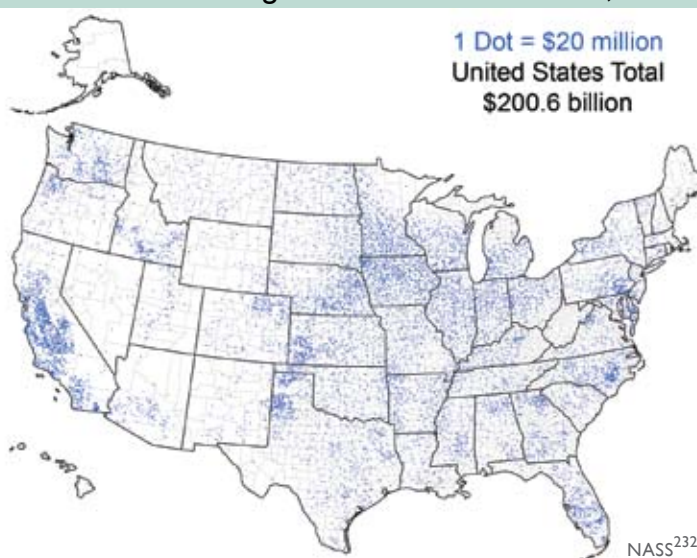 1 Dot = $20 million
United States Total
$200.6 billion
NASS232